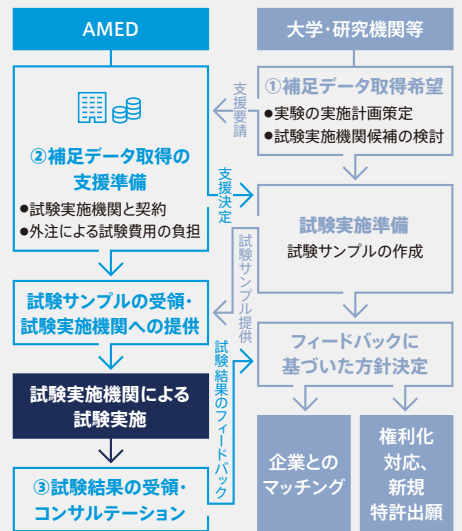 AMED
大学・研究機関等
①補足データ取得希望
●実験の実施計画策定
●試験実施機関候補の検討
支援要請
②補足データ取得の
支援準備
●試験実施機関と契約
●外注による試験費用の負担
支援決定
試験実施準備
試験サンプルの作成
試験サンプル提供
試験サンプルの受領・
試験実施機関への提供
試験実施機関による
試験実施
③試験結果の受領・
コンサルテーション
試験結果のフィードバック
フィードバックに
基づいた方針決定
企業との
マッチング
権利化
対応、
新規
特許出願